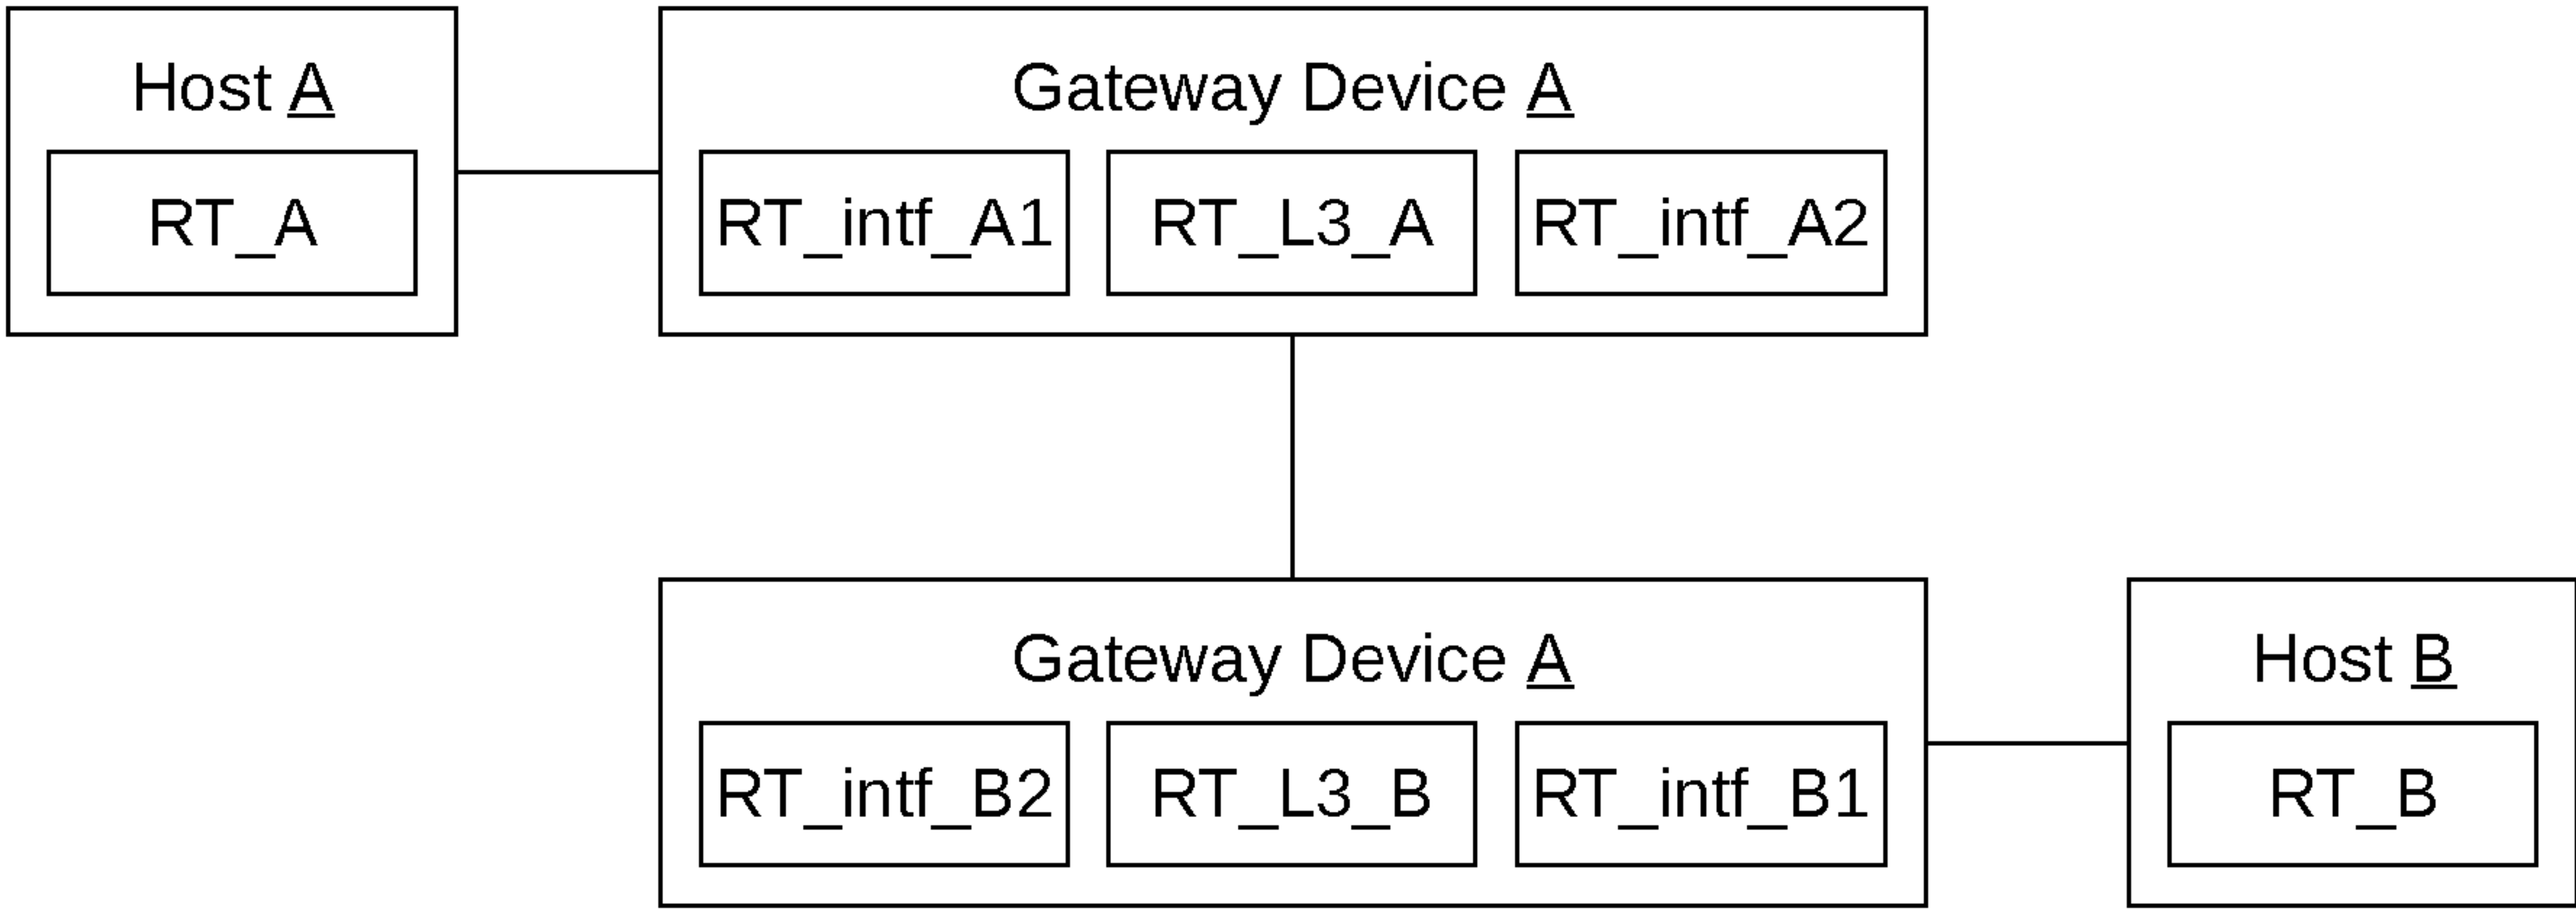 Host A
RT_A
Gateway Device A
RT_intf_A1
RT_L3_A
RT_intf_A2
Gateway Device A
RT_intf_B2
RT_L3_B
RT_intf_B1
Host B
RT_B